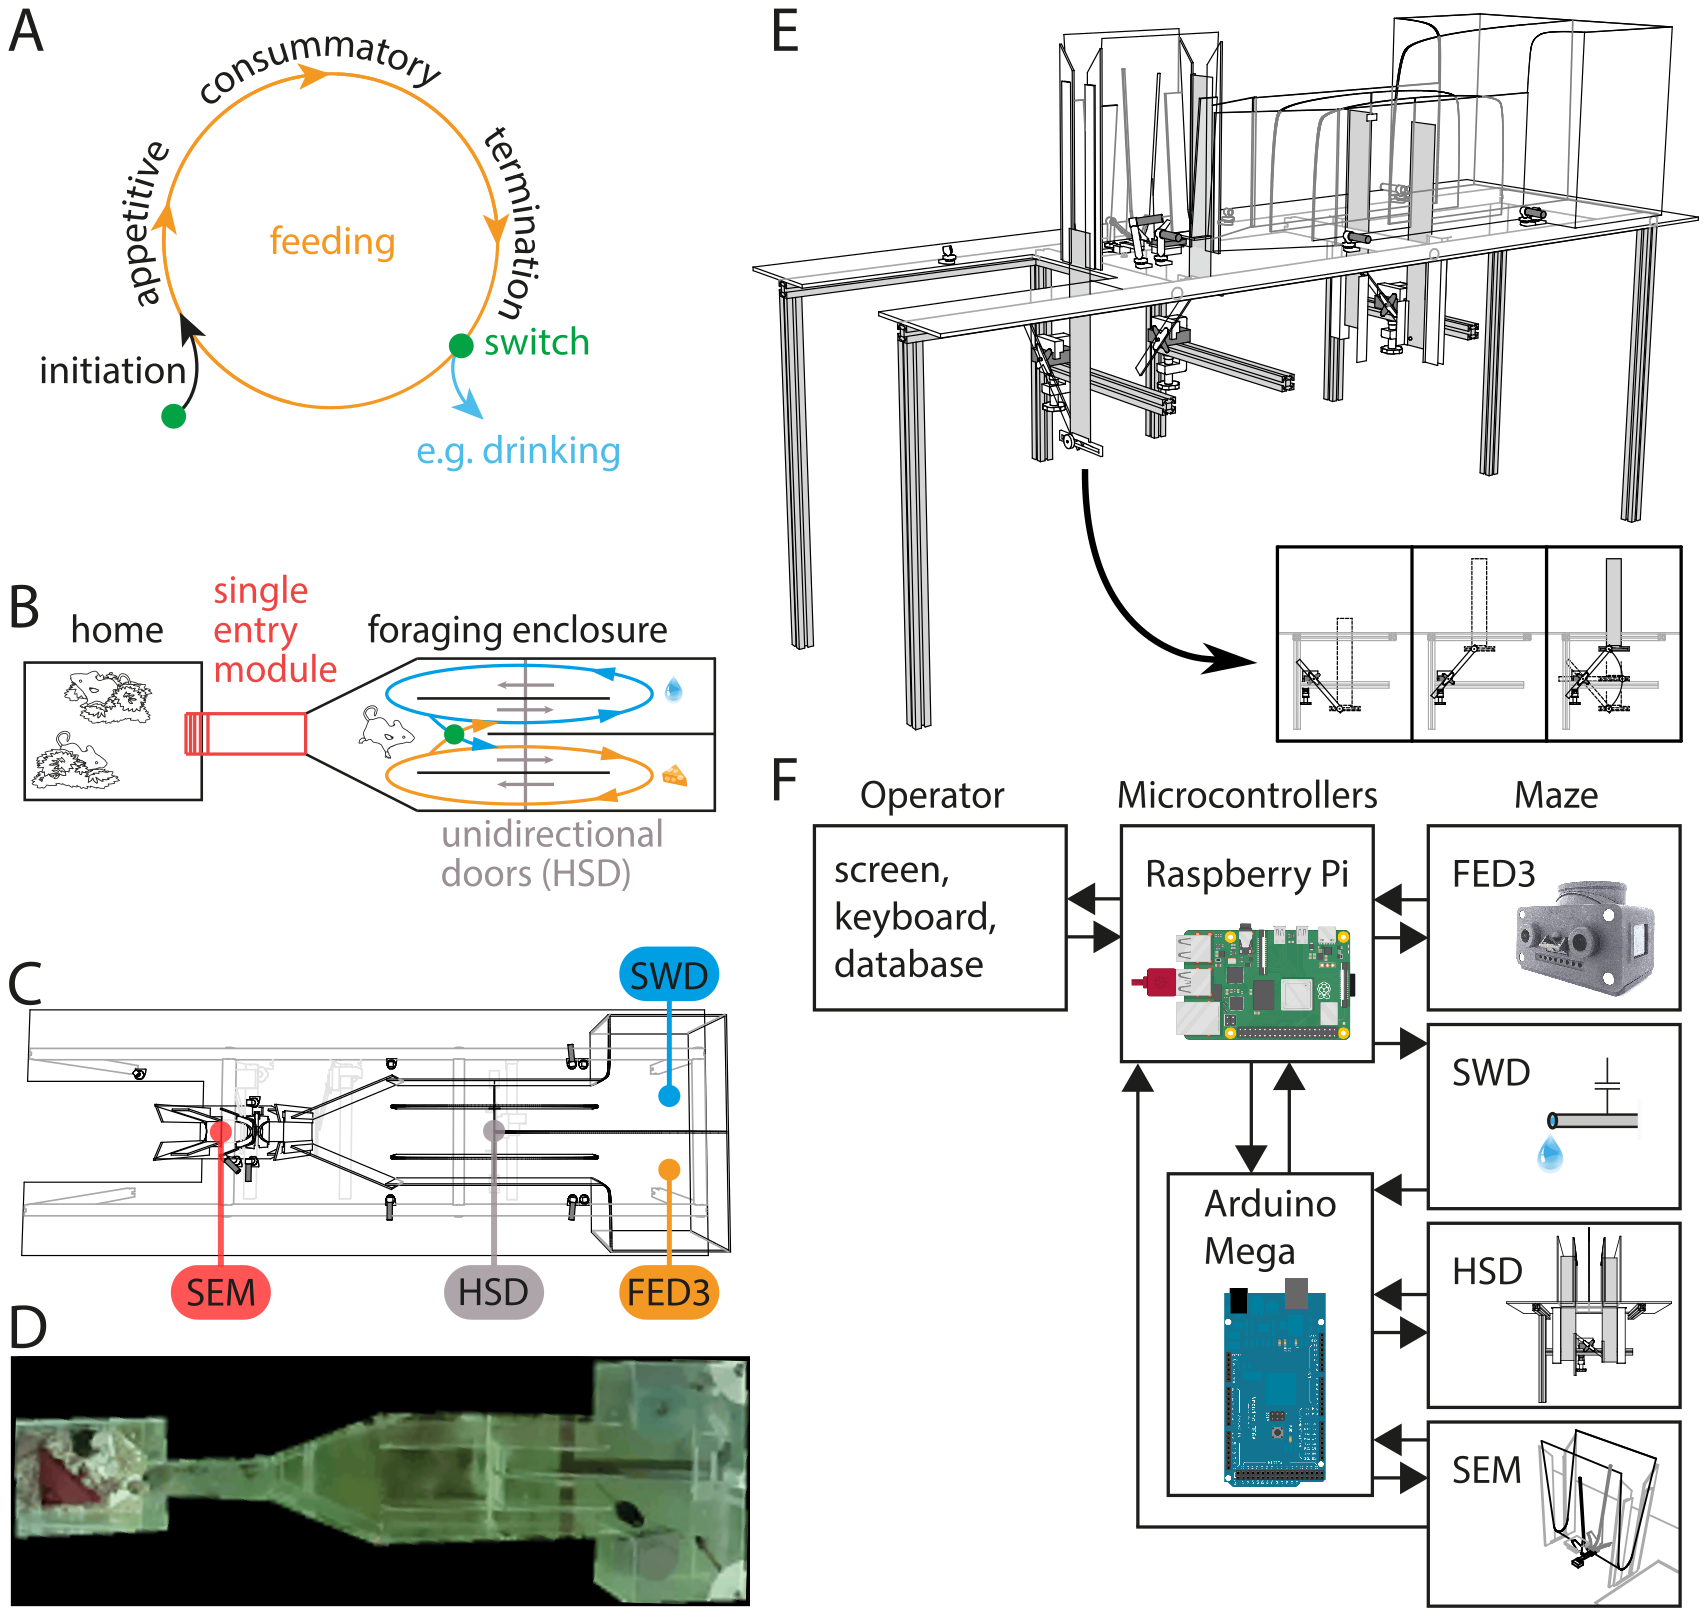 A
consummatory
appetitive
termination
feeding
switch
initiation
e.g. drinking
B
home
single
entry
module
foraging enclosure
unidirectional
doors (HSD)
C
SWD
SEM
HSD
FED3
D
E
F
Operator
Microcontrollers
Maze
screen,
keyboard,
database
Raspberry Pi
FED3
SWD
Arduino
Mega
HSD
SEM